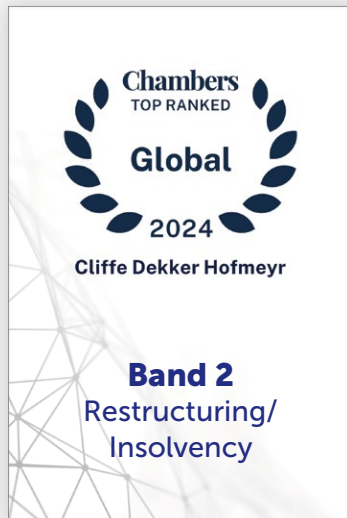 Chambers
TOP RANKED
Global
2024
Cliffe Dekker Hofmeyr
Band 2
Restructuring/
Insolvency